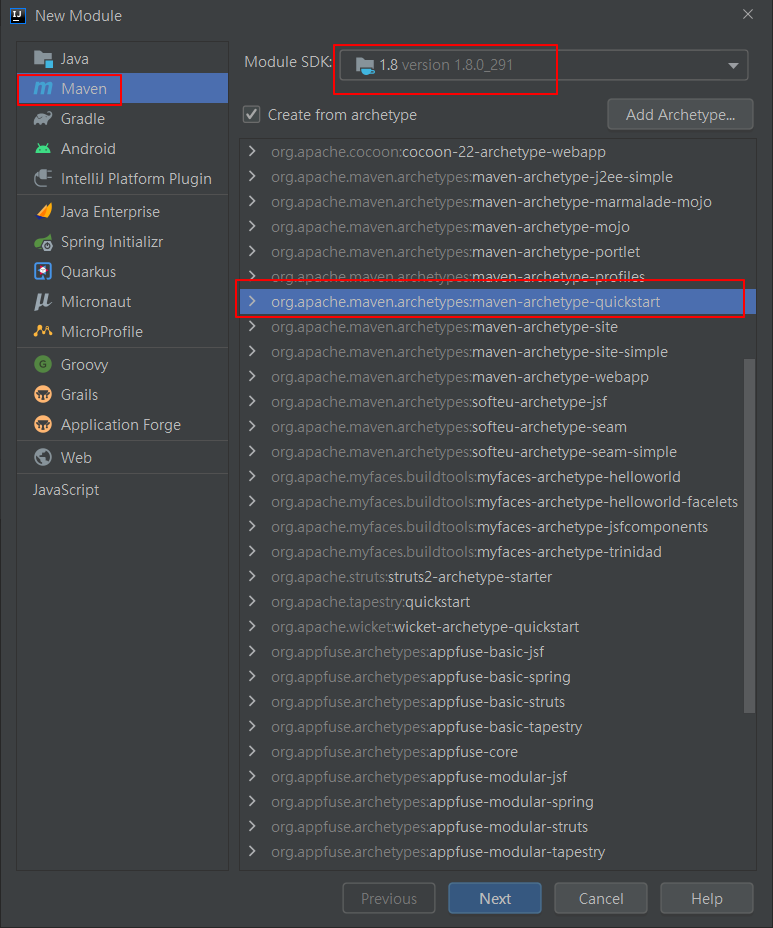 New Module
Java
Maven
Gradle
Android
IntelliJ Platform Plugin
Java Enterprise
Spring Initializr
Quarkus
Micronaut
MicroProfile
Groovy
Grails
Application Forge
Web
JavaScript
Module SDK: 1.8 version 1.8.0_291
Create from archetype Add Archetype...
org.apache.cocoon:cocoon-22-archetype-webapp
org.apache.maven.archetypes:maven-archetype-j2ee-simple
org.apache.maven.archetypes:maven-archetype-marmalade-mojo
org.apache.maven.archetypes:maven-archetype-mojo
org.apache.maven.archetypes:maven-archetype-portlet
org.apache.maven.archetypes:maven-archetype-profiles
org.apache.maven.archetypes:maven-archetype-quickstart
org.apache.maven.archetypes:maven-archetype-site
org.apache.maven.archetypes:maven-archetype-site-simple
org.apache.maven.archetypes:maven-archetype-webapp
org.apache.maven.archetypes:softeu-archetype-jsf
org.apache.maven.archetypes:softeu-archetype-seam
org.apache.maven.archetypes:softeu-archetype-seam-simple
org.apache.myfaces.buildtools:myfaces-archetype-helloworld
org.apache.myfaces.buildtools:myfaces-archetype-helloworld-facelets
org.apache.myfaces.buildtools:myfaces-archetype-jsfcomponents
org.apache.myfaces.buildtools:myfaces-archetype-trinidad
org.apache.struts:struts2-archetype-starter
org.apache.tapestry:quickstart
org.apache.wicket:wicket-archetype-quickstart
org.appfuse.archetypes:appfuse-basic-jsf
org.appfuse.archetypes:appfuse-basic-spring
org.appfuse.archetypes:appfuse-basic-struts
org.appfuse.archetypes:appfuse-basic-tapestry
org.appfuse.archetypes:appfuse-core
org.appfuse.archetypes:appfuse-modular-jsf
org.appfuse.archetypes:appfuse-modular-spring
org.appfuse.archetypes:appfuse-modular-struts
org.appfuse.archetypes:appfuse-modular-tapestry
Previous Next Cancel Help